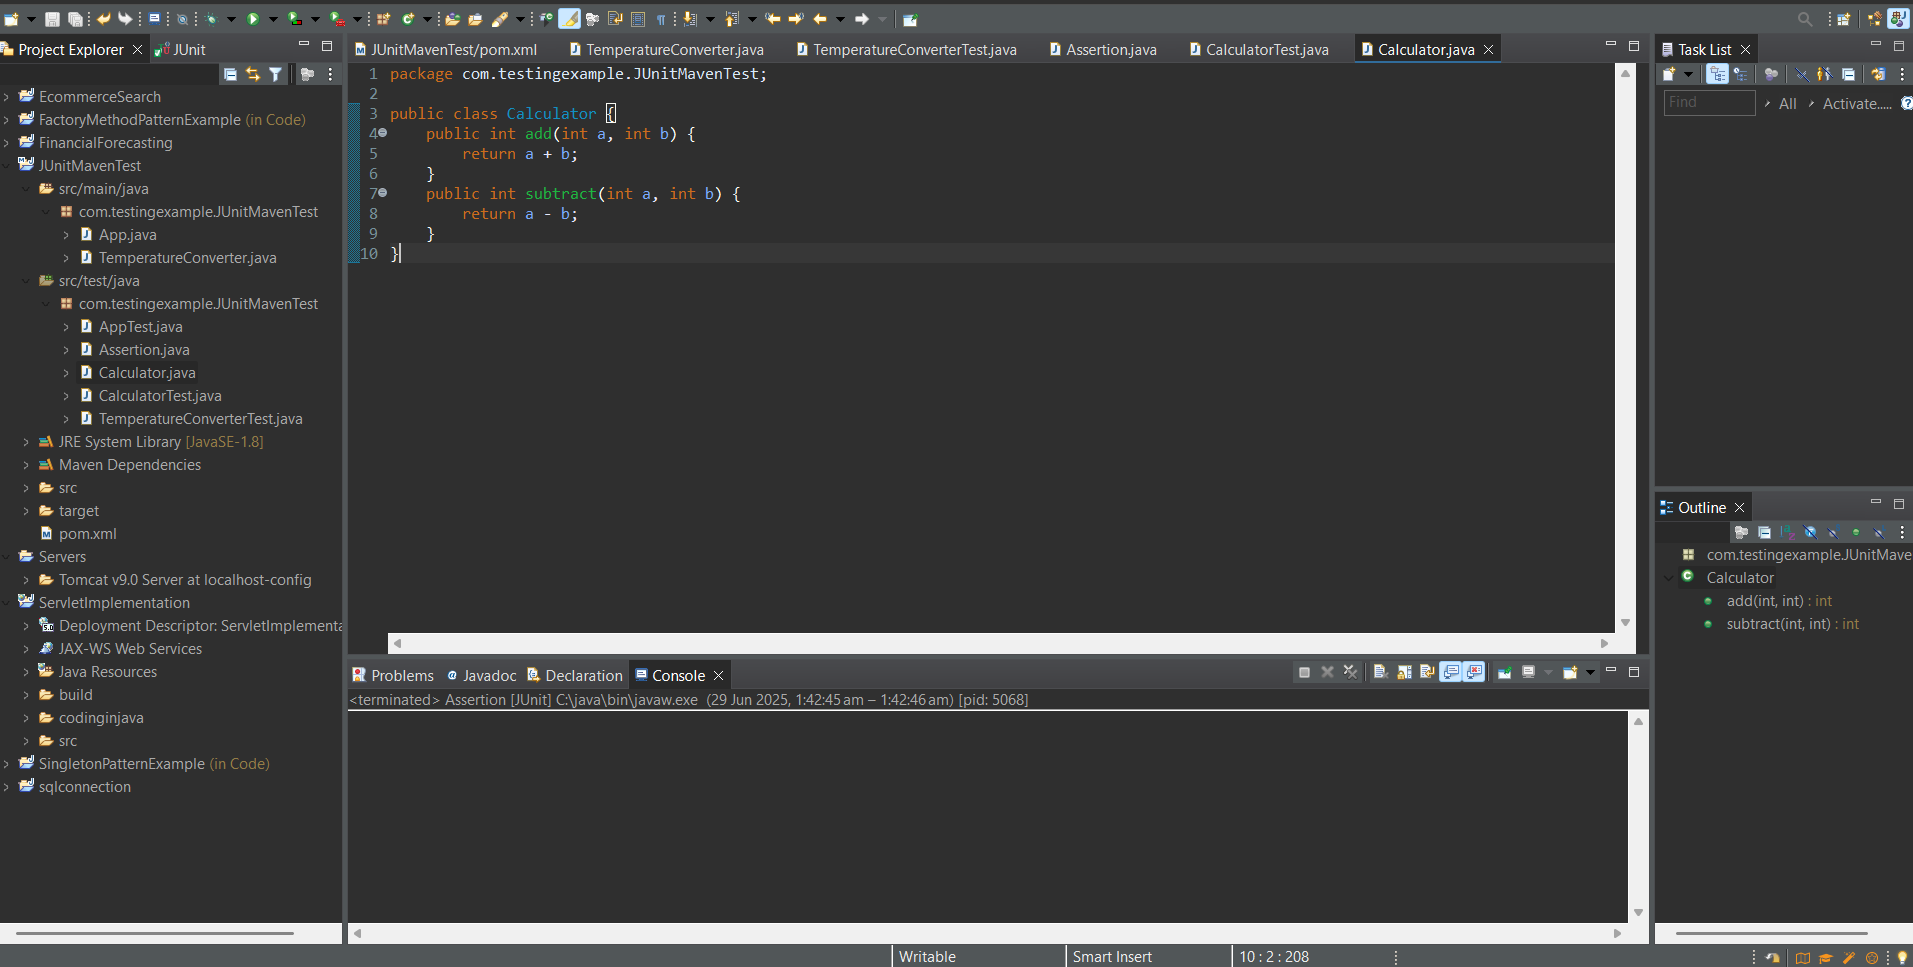 Project Explorer
JUnit
EcommerceSearch
FactoryMethodPatternExample (in Code)
FinancialForecasting
JUnitMavenTest
src/main/java
com.testingexample.JUnitMavenTest
App.java
TemperatureConverter.java
src/test/java
com.testingexample.JUnitMavenTest
AppTest.java
Assertion.java
Calculator.java
CalculatorTest.java
TemperatureConverterTest.java
JRE System Library [JavaSE-1.8]
Maven Dependencies
src
target
pom.xml
Servers
Tomcat v9.0 Server at localhost-config
ServletImplementation
Deployment Descriptor: ServletImplementa
JAX-WS Web Services
Java Resources
build
codinginjava
src
SingletonPatternExample (in Code)
sqlconnection
JUnitMavenTest/pom.xml TemperatureConverter.java TemperatureConverterTest.java Assertion.java CalculatorTest.java Calculator.java
1 package com.testingexample.JUnitMavenTest;
2
3 public class Calculator {
4 public int add(int a, int b) {
5 return a + b;
6 }
7 public int subtract(int a, int b) {
8 return a - b;
9 }
10 }
Problems Javadoc Declaration Console
<terminated> Assertion [JUnit] C:\java\bin\javaw.exe (29 Jun 2025, 1:42:45 am – 1:42:46 am) [pid: 5068]
Task List
Find All Activate.....
Outline
com.testingexample.JUnitMave
Calculator
add(int, int) : int
subtract(int, int) : int
Writable Smart Insert 10 : 2 : 208